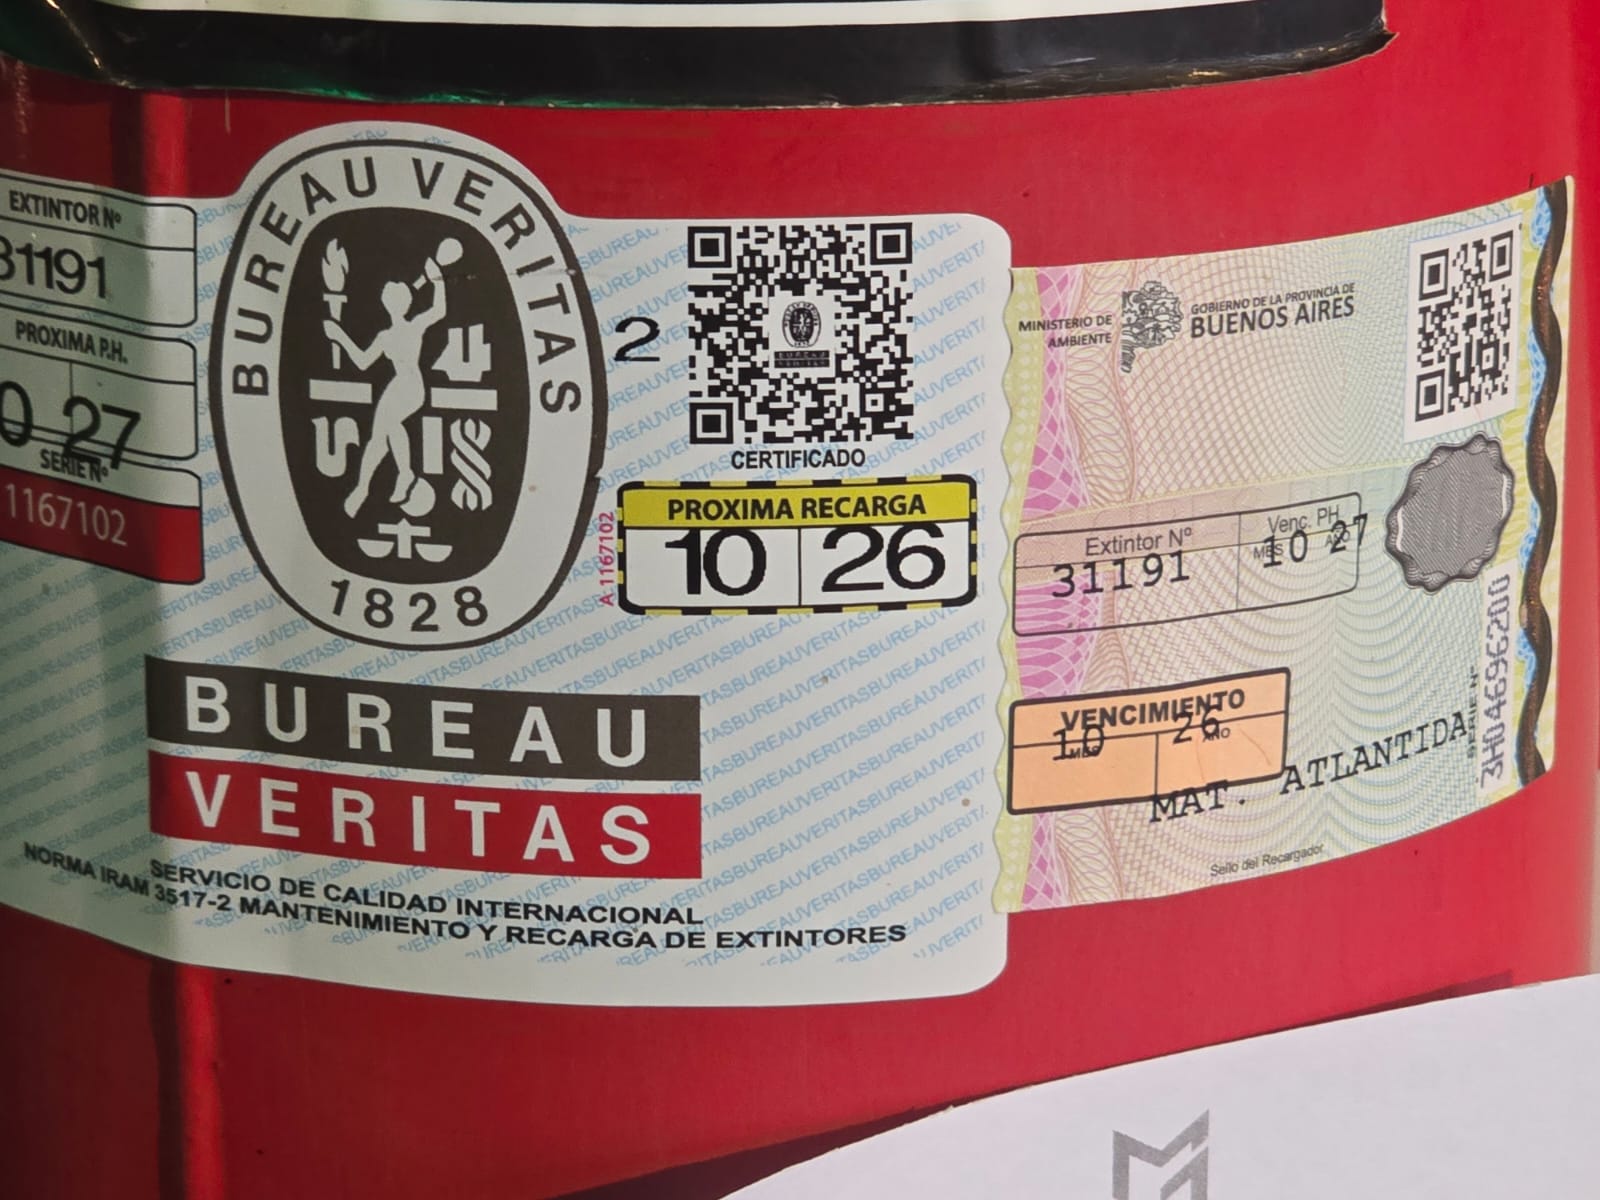 EXTINTOR Nº
31191
PROXIMA P.H.
27
SERIE Nº
1167102
BUREAU VERITAS
1828
BUREAU
VERITAS
SERVICIO DE CALIDAD INTERNACIONAL
NORMA IRAM 3517-2 MANTENIMIENTO Y RECARGA DE EXTINTORES
2
CERTIFICADO
A 1167102
PROXIMA RECARGA
10 26
MINISTERIO DE
AMBIENTE
GOBIERNO DE LA PROVINCIA DE
BUENOS AIRES
Extintor Nº
31191
Venc. PH
MES AÑO
10 27
VENCIMIENTO
10 26
MES AÑO
MAT. ATLANTIDA
SERIE Nº
3H04696200
Sello del Recargador